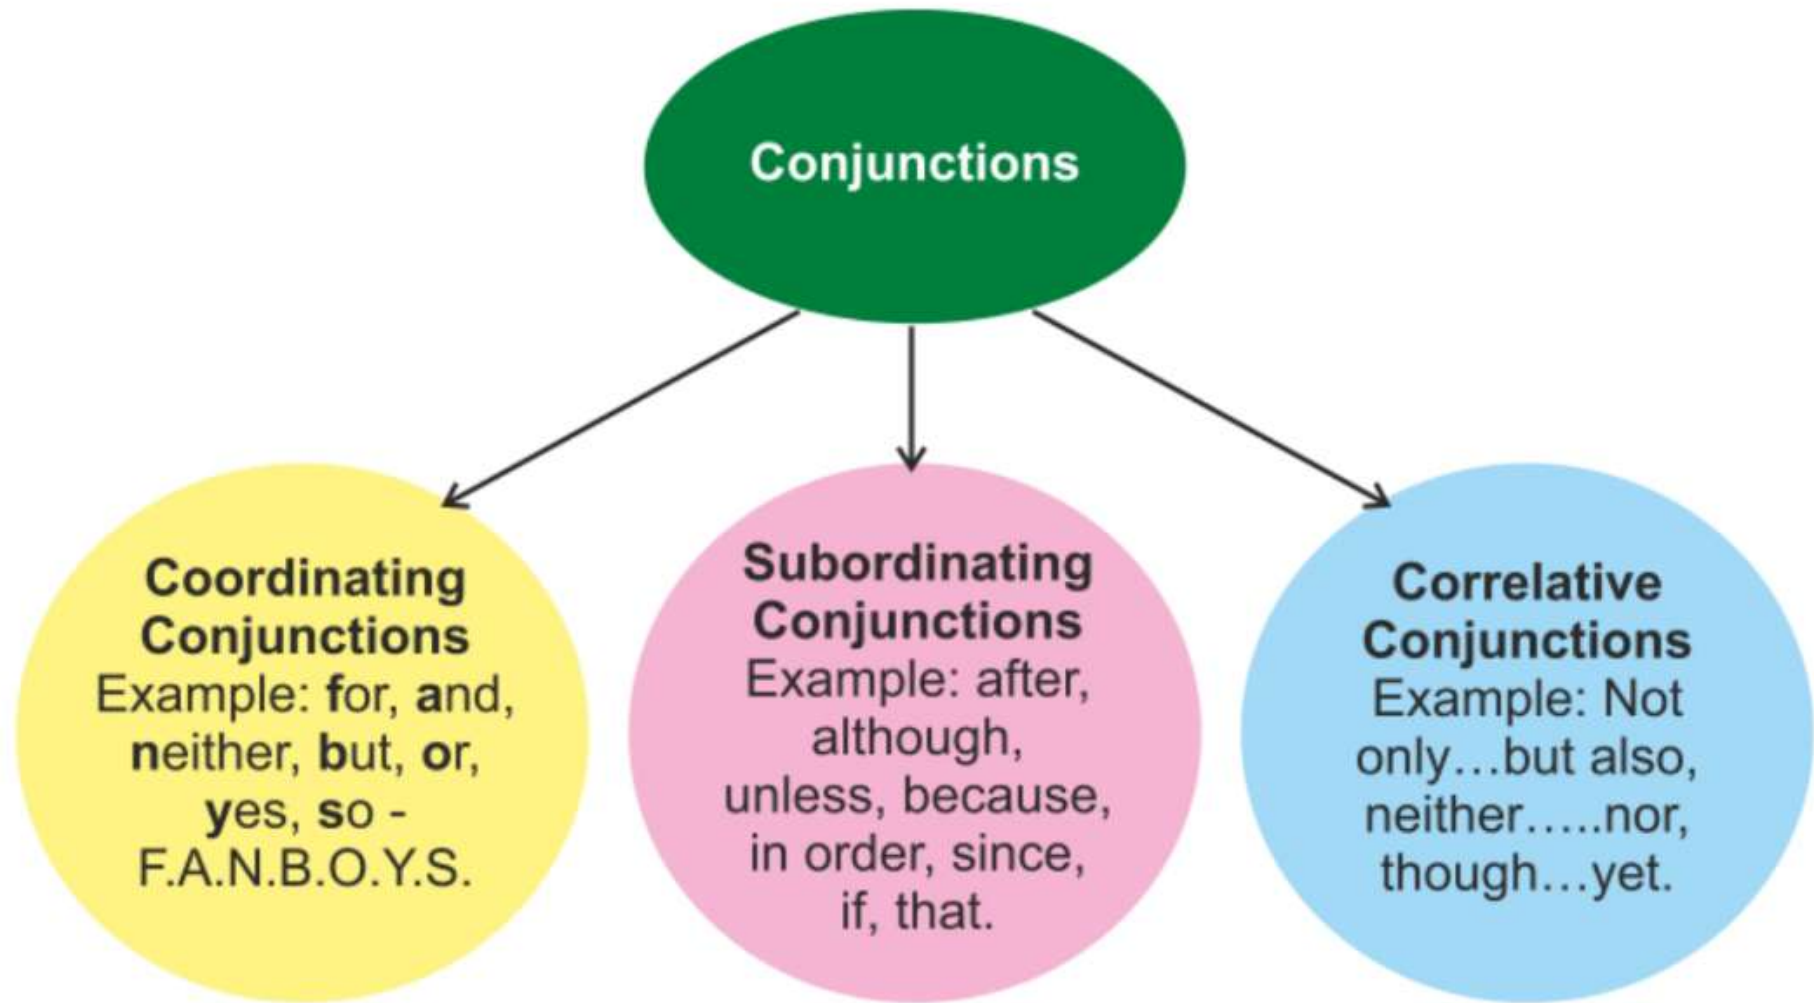 Conjunctions
Coordinating
Conjunctions
Example: for, and,
neither, but, or,
yes, so -
F.A.N.B.O.Y.S.
Subordinating
Conjunctions
Example: after,
although,
unless, because,
in order, since,
if, that.
Correlative
Conjunctions
Example: Not
only…but also,
neither…..nor,
though…yet.